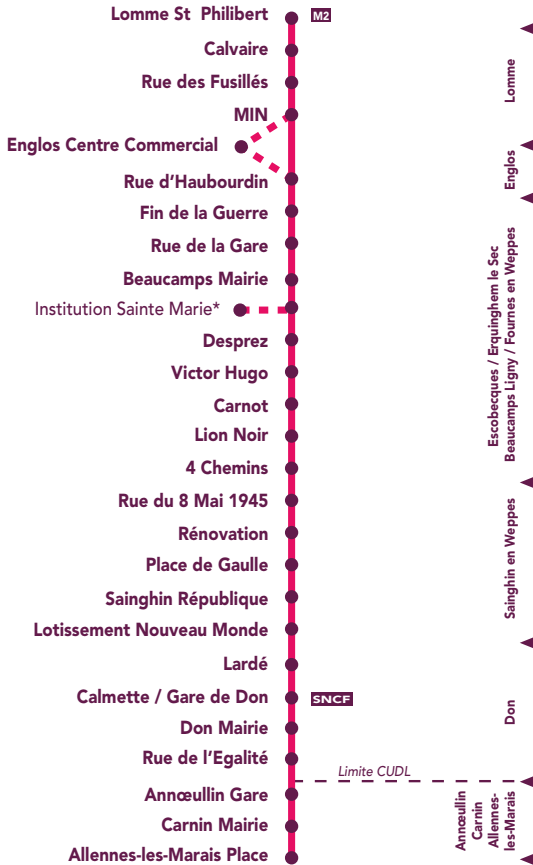 Lomme St Philibert
M2
Calvaire
Rue des Fusillés
MIN
Englos Centre Commercial
Rue d'Haubourdin
Fin de la Guerre
Rue de la Gare
Beaucamps Mairie
Institution Sainte Marie*
Desprez
Victor Hugo
Carnot
Lion Noir
4 Chemins
Rue du 8 Mai 1945
Rénovation
Place de Gaulle
Sainghin République
Lotissement Nouveau Monde
Lardé
Calmette / Gare de Don
SNCF
Don Mairie
Rue de l'Egalité
Limite CUDL
Annœullin Gare
Carnin Mairie
Allennes-les-Marais Place
Lomme
Englos
Escobecques / Erquinghem le Sec
Beaucamps Ligny / Fournes en Weppes
Sainghin en Weppes
Don
Annœullin
Carnin
Allennes-
les-Marais